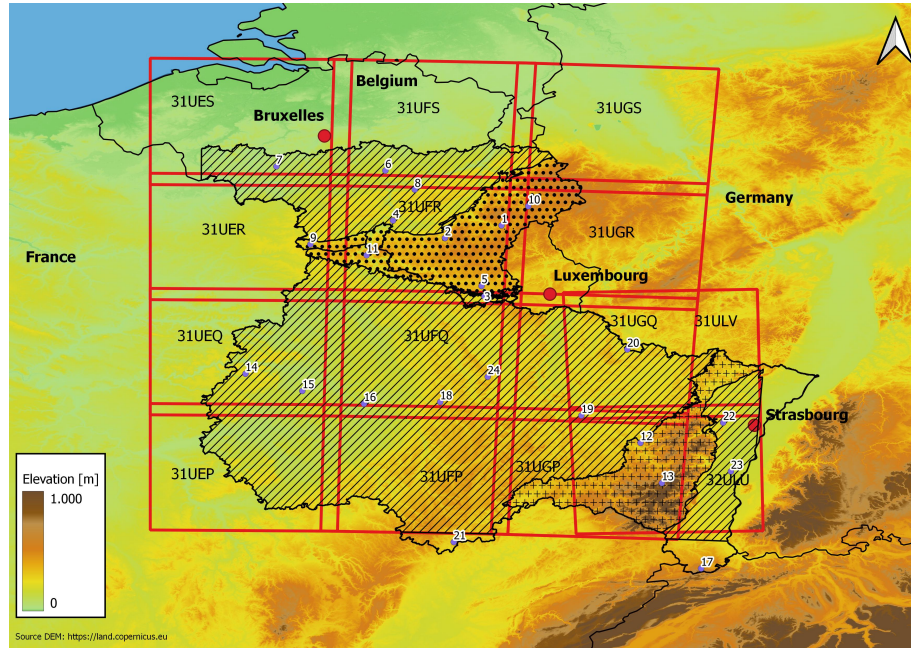 Belgium
31UES
31UFS
31UGS
Bruxelles
7
6
8
Germany
10
31UFR
4
1
31UER
31UGR
2
9
11
France
Luxembourg
5
3
31UGQ
31ULV
31UEQ
31UFQ
20
14
24
15
16
18
19
22
Strasbourg
12
31UEP
31UFP
31UGP
23
13
32ULU
Elevation [m]
1.000
0
21
17
Source DEM: https://land.copernicus.eu